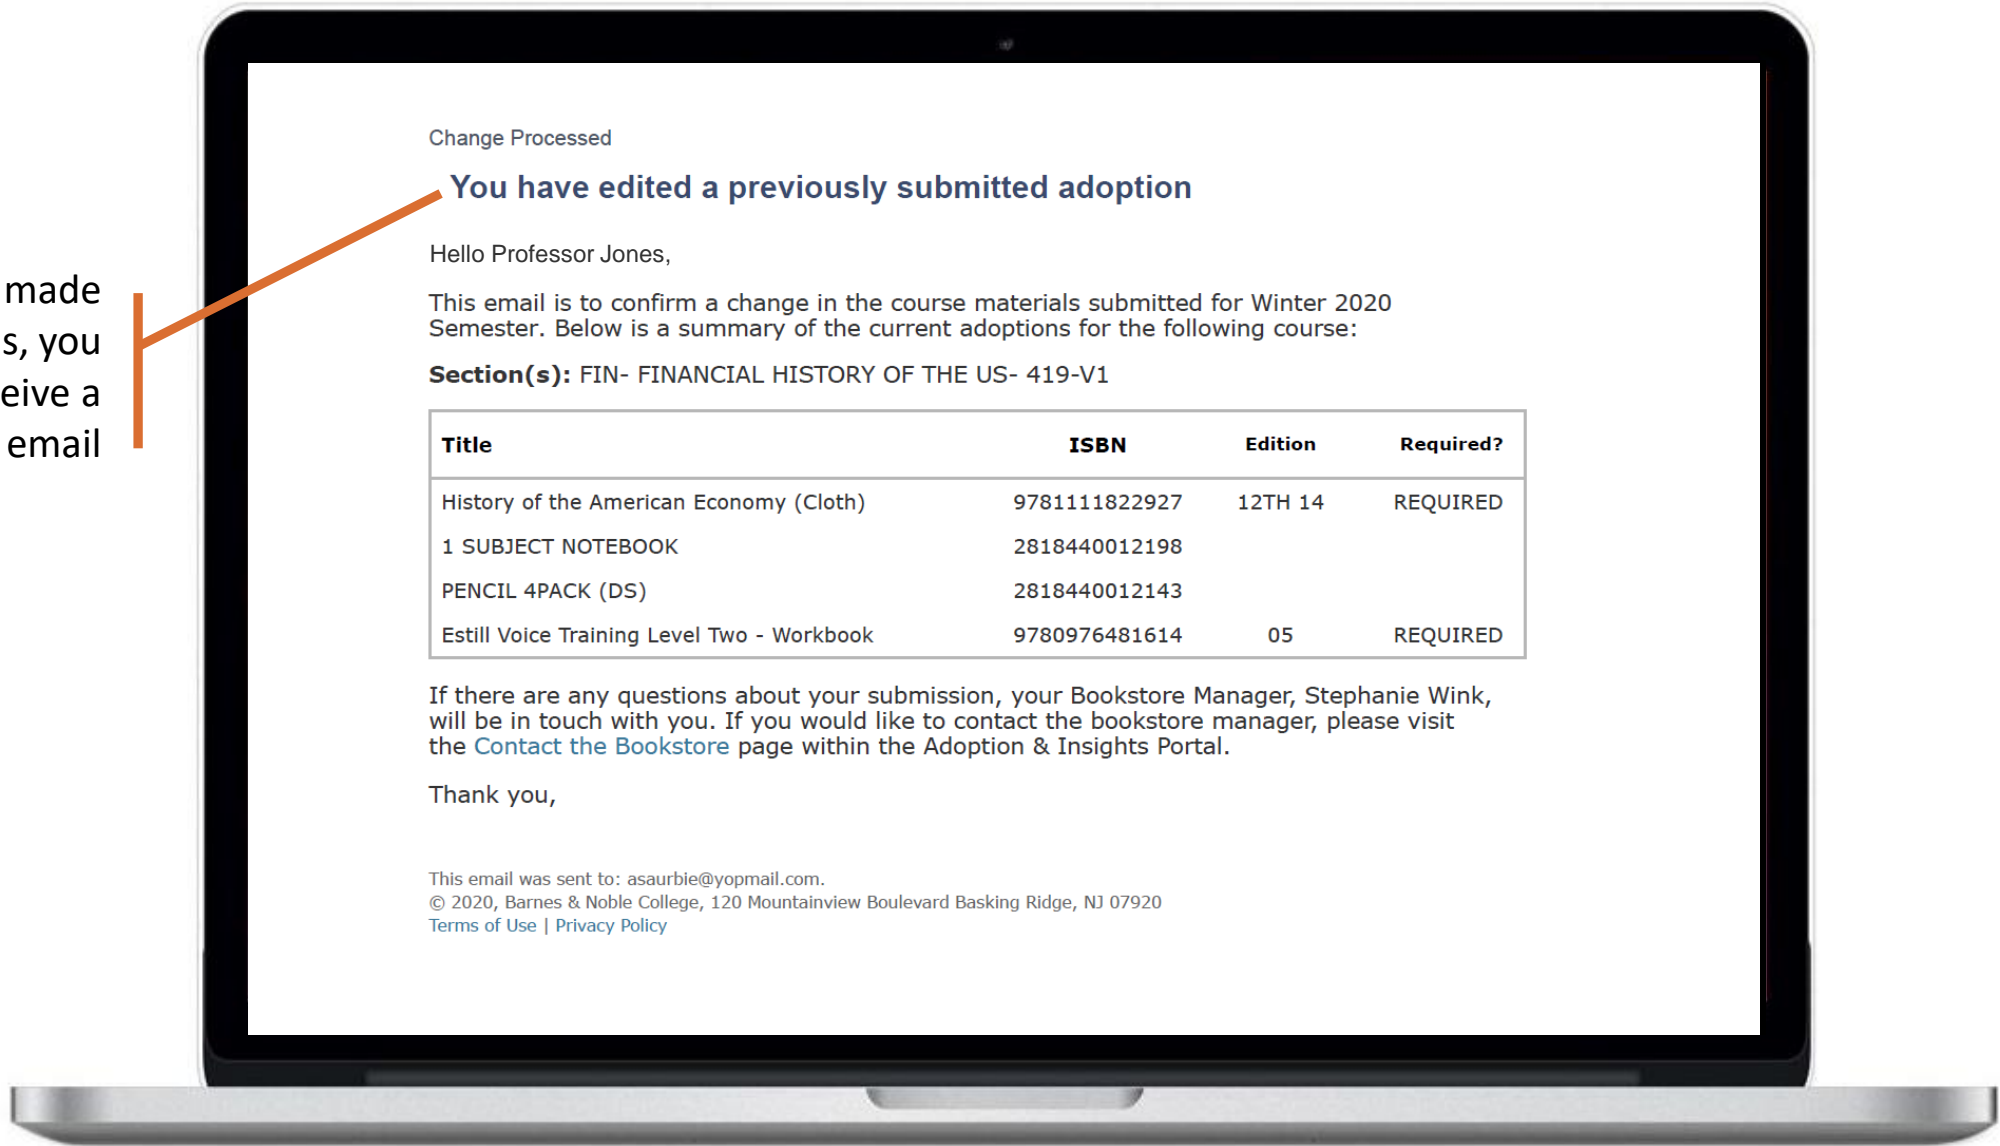 Change Processed
You have edited a previously submitted adoption
Hello Professor Jones,
made
s, you
eive a
email
This email is to confirm a change in the course materials submitted for Winter 2020
Semester. Below is a summary of the current adoptions for the following course:
Section(s): FIN- FINANCIAL HISTORY OF THE US- 419-V1
Title ISBN Edition Required?
History of the American Economy (Cloth) 9781111822927 12TH 14 REQUIRED
1 SUBJECT NOTEBOOK 2818440012198
PENCIL 4PACK (DS) 2818440012143
Estill Voice Training Level Two - Workbook 9780976481614 05 REQUIRED
If there are any questions about your submission, your Bookstore Manager, Stephanie Wink,
will be in touch with you. If you would like to contact the bookstore manager, please visit
the Contact the Bookstore page within the Adoption & Insights Portal.
Thank you,
This email was sent to: asaurbie@yopmail.com.
© 2020, Barnes & Noble College, 120 Mountainview Boulevard Basking Ridge, NJ 07920
Terms of Use | Privacy Policy